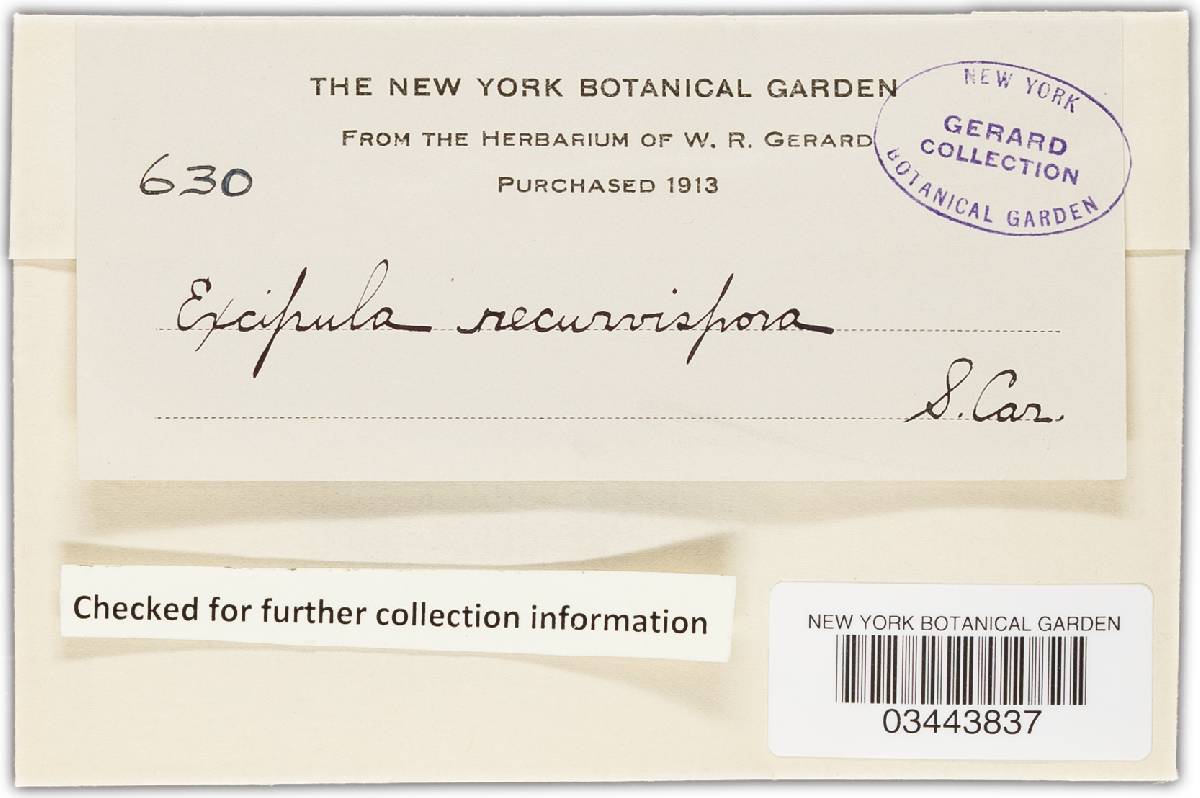 THE NEW YORK BOTANICAL GARDEN
FROM THE HERBARIUM OF W. R. GERARD
PURCHASED 1913
630
NEW YORK
GERARD
COLLECTION
BOTANICAL GARDEN
Excipula recurvispora
S. Car.
Checked for further collection information
NEW YORK BOTANICAL GARDEN
03443837